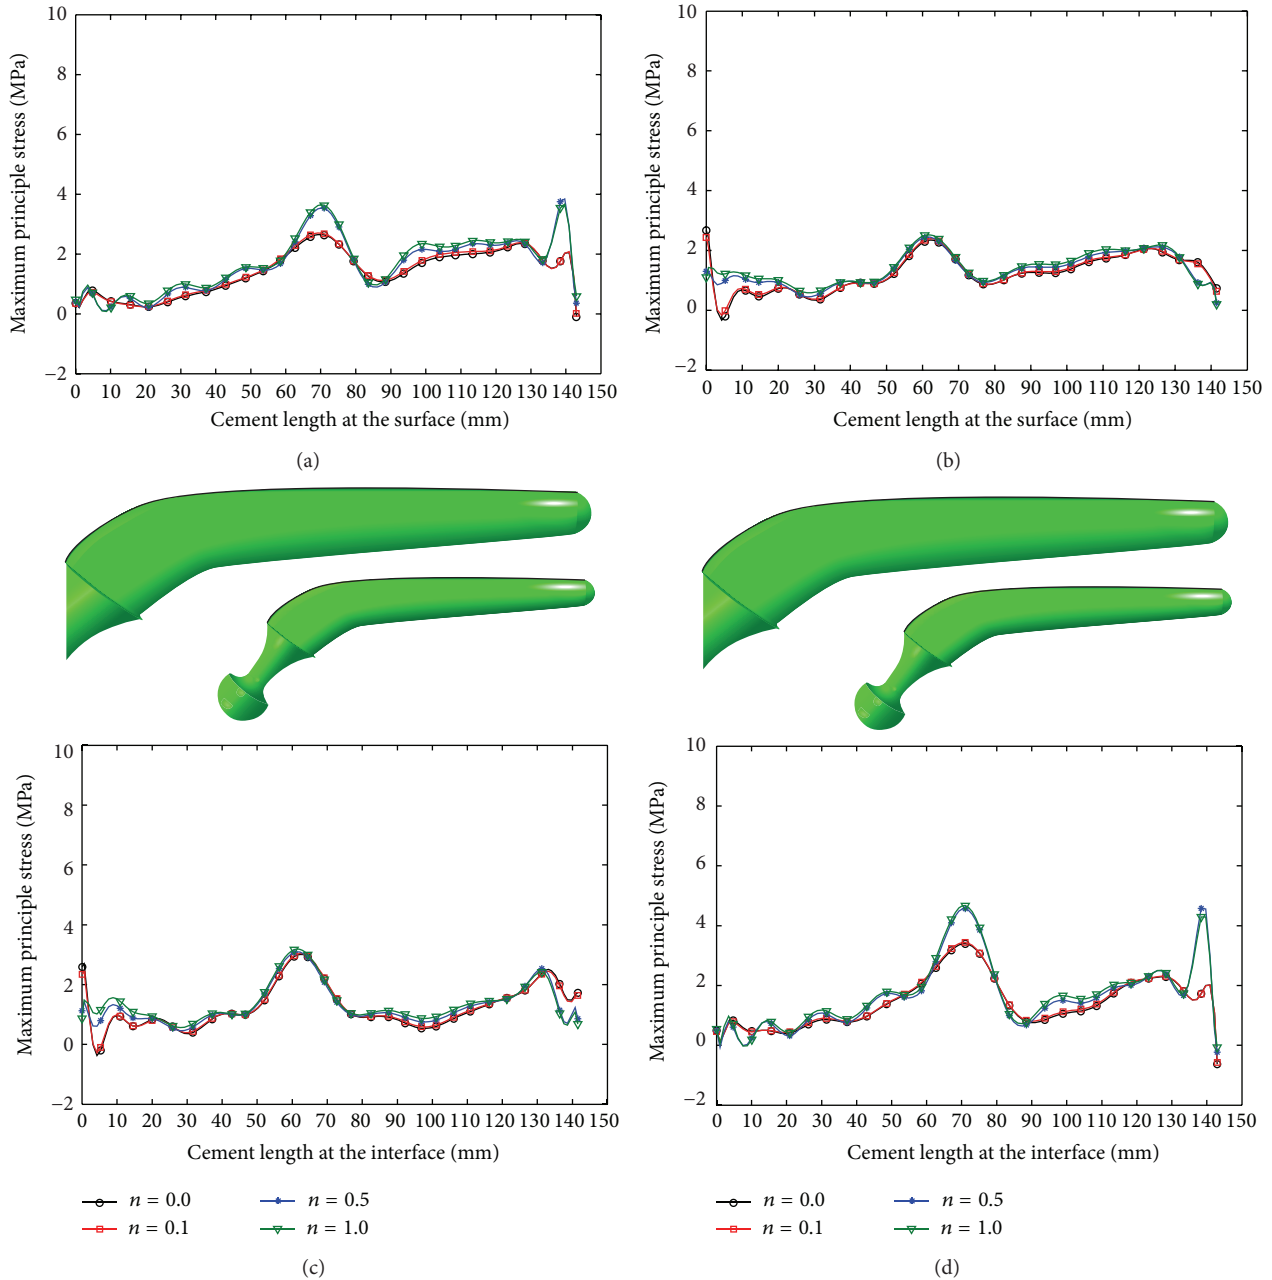 10
8
6
4
2
0
−2
Maximum principle stress (MPa)
0 10 20 30 40 50 60 70 80 90 100 110 120 130 140 150
Cement length at the surface (mm)
(a)
10
8
6
4
2
0
−2
Maximum principle stress (MPa)
0 10 20 30 40 50 60 70 80 90 100 110 120 130 140 150
Cement length at the surface (mm)
(b)
10
8
6
4
2
0
−2
Maximum principle stress (MPa)
0 10 20 30 40 50 60 70 80 90 100 110 120 130 140 150
Cement length at the interface (mm)
n = 0.0
n = 0.1
n = 0.5
n = 1.0
(c)
10
8
6
4
2
0
−2
Maximum principle stress (MPa)
0 10 20 30 40 50 60 70 80 90 100 110 120 130 140 150
Cement length at the interface (mm)
n = 0.0
n = 0.1
n = 0.5
n = 1.0
(d)